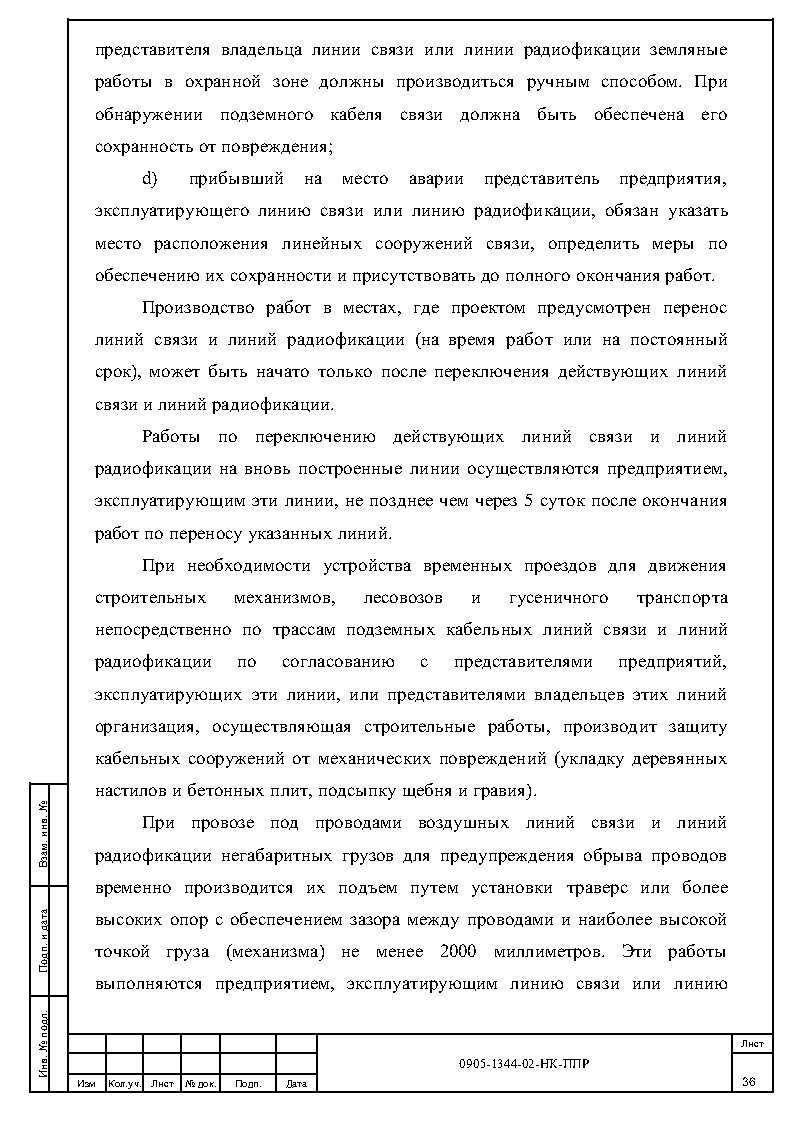 представителя владельца линии связи или линии радиофикации земляные
работы в охранной зоне должны производиться ручным способом. При
обнаружении подземного кабеля связи должна быть обеспечена его
сохранность от повреждения;
d) прибывший на место аварии представитель предприятия,
эксплуатирующего линию связи или линию радиофикации, обязан указать
место расположения линейных сооружений связи, определить меры по
обеспечению их сохранности и присутствовать до полного окончания работ.
Производство работ в местах, где проектом предусмотрен перенос
линий связи и линий радиофикации (на время работ или на постоянный
срок), может быть начато только после переключения действующих линий
связи и линий радиофикации.
Работы по переключению действующих линий связи и линий
радиофикации на вновь построенные линии осуществляются предприятием,
эксплуатирующим эти линии, не позднее чем через 5 суток после окончания
работ по переносу указанных линий.
При необходимости устройства временных проездов для движения
строительных механизмов, лесовозов и гусеничного транспорта
непосредственно по трассам подземных кабельных линий связи и линий
радиофикации по согласованию с представителями предприятий,
эксплуатирующих эти линии, или представителями владельцев этих линий
организация, осуществляющая строительные работы, производит защиту
кабельных сооружений от механических повреждений (укладку деревянных
настилов и бетонных плит, подсыпку щебня и гравия).
При провозе под проводами воздушных линий связи и линий
радиофикации негабаритных грузов для предупреждения обрыва проводов
временно производится их подъем путем установки траверс или более
высоких опор с обеспечением зазора между проводами и наиболее высокой
точкой груза (механизма) не менее 2000 миллиметров. Эти работы
выполняются предприятием, эксплуатирующим линию связи или линию
Взам. инв. №
Подп. и дата
Инв. № подл.
Изм Кол.уч. Лист № док. Подп. Дата
0905-1344-02-НК-ППР
Лист
36